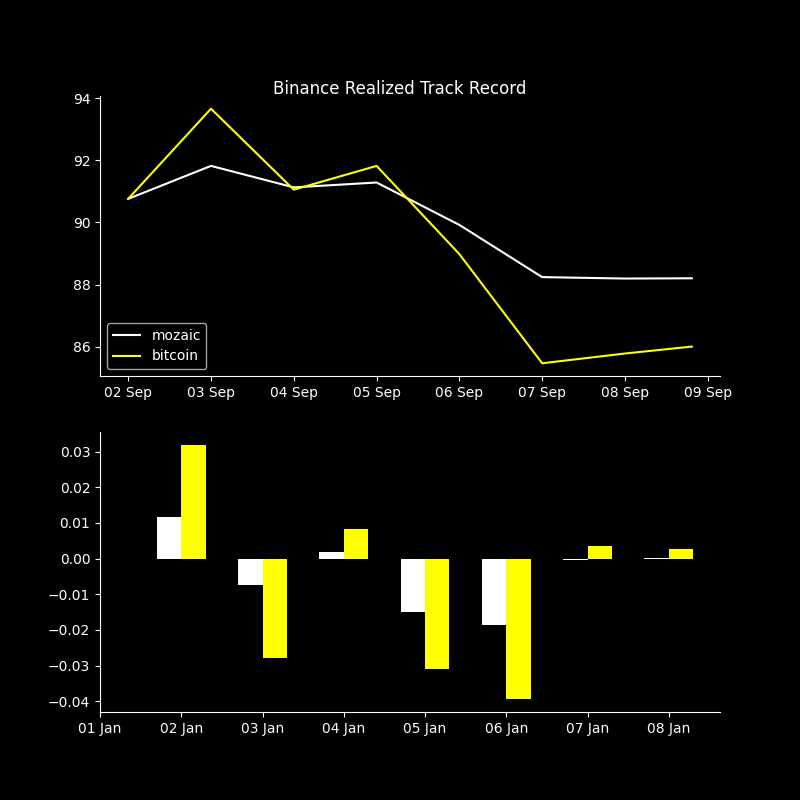 Binance Realized Track Record
94
92
90
88
86
mozaic
bitcoin
02 Sep 03 Sep 04 Sep 05 Sep 06 Sep 07 Sep 08 Sep 09 Sep
0.03
0.02
0.01
0.00
−0.01
−0.02
−0.03
−0.04
01 Jan 02 Jan 03 Jan 04 Jan 05 Jan 06 Jan 07 Jan 08 Jan